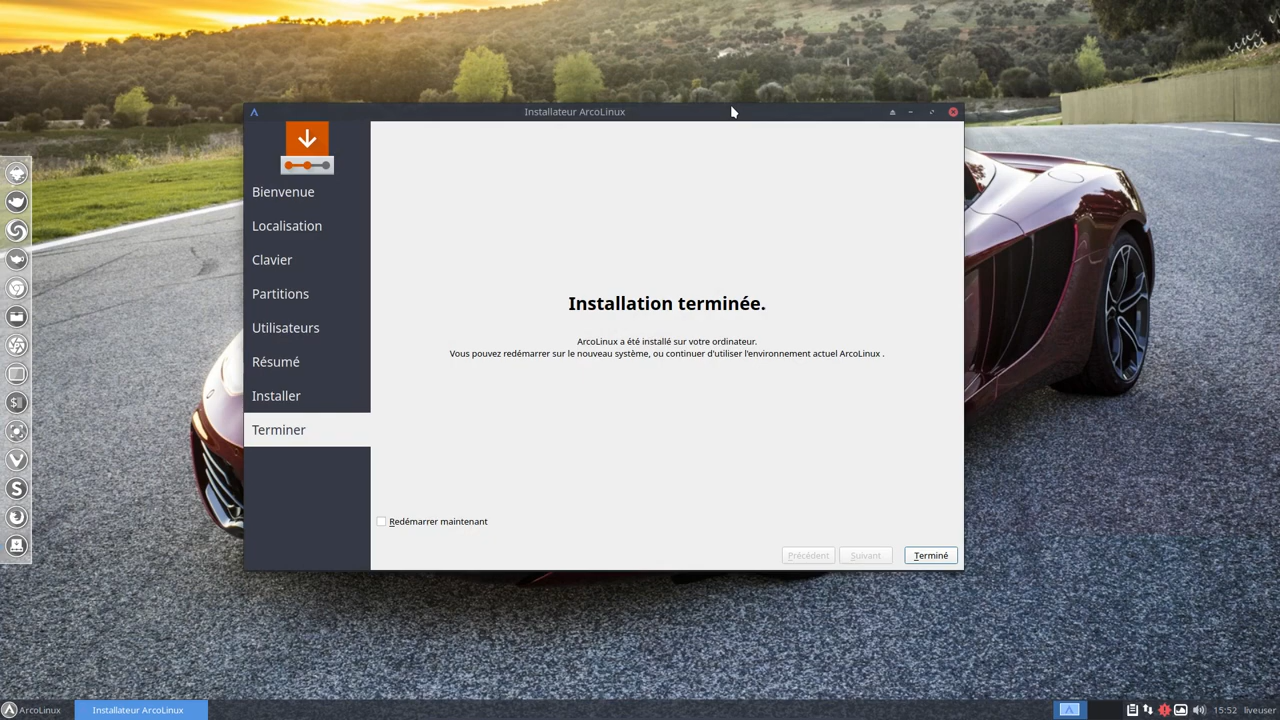 Installateur ArcoLinux
Bienvenue
Localisation
Clavier
Partitions
Utilisateurs
Résumé
Installer
Terminer
Installation terminée.
ArcoLinux a été installé sur votre ordinateur.
Vous pouvez redémarrer sur le nouveau système, ou continuer d'utiliser l'environnement actuel ArcoLinux .
Redémarrer maintenant
Précédent Suivant Terminé
ArcoLinux Installateur ArcoLinux 15:52 liveuser